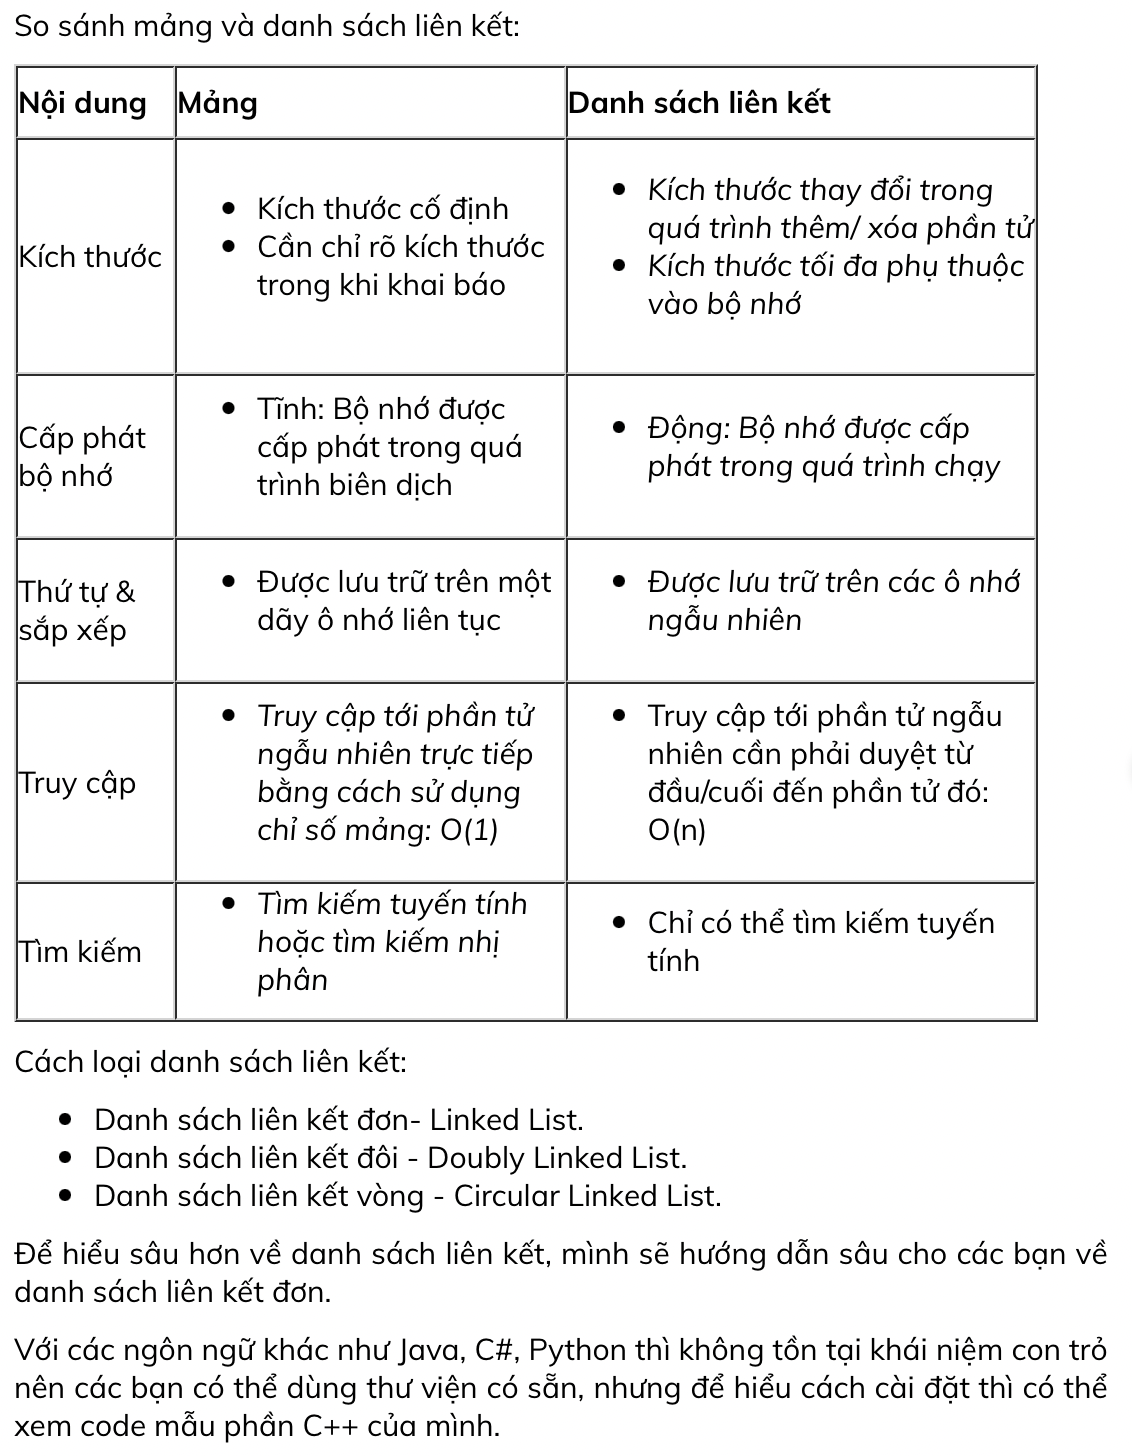 So sánh mảng và danh sách liên kết:
Nội dung
Mảng
Danh sách liên kết
Kích thước
Kích thước cố định
Cần chỉ rõ kích thước
trong khi khai báo
Kích thước thay đổi trong
quá trình thêm/ xóa phần tử
Kích thước tối đa phụ thuộc
vào bộ nhớ
Cấp phát
bộ nhớ
Tĩnh: Bộ nhớ được
cấp phát trong quá
trình biên dịch
Động: Bộ nhớ được cấp
phát trong quá trình chạy
Thứ tự &
sắp xếp
Được lưu trữ trên một
dãy ô nhớ liên tục
Được lưu trữ trên các ô nhớ
ngẫu nhiên
Truy cập
Truy cập tới phần tử
ngẫu nhiên trực tiếp
bằng cách sử dụng
chỉ số mảng: O(1)
Truy cập tới phần tử ngẫu
nhiên cần phải duyệt từ
đầu/cuối đến phần tử đó:
O(n)
Tìm kiếm
Tìm kiếm tuyến tính
hoặc tìm kiếm nhị
phân
Chỉ có thể tìm kiếm tuyến
tính
Cách loại danh sách liên kết:
Danh sách liên kết đơn- Linked List.
Danh sách liên kết đôi - Doubly Linked List.
Danh sách liên kết vòng - Circular Linked List.
Để hiểu sâu hơn về danh sách liên kết, mình sẽ hướng dẫn sâu cho các bạn về
danh sách liên kết đơn.
Với các ngôn ngữ khác như Java, C#, Python thì không tồn tại khái niệm con trỏ
nên các bạn có thể dùng thư viện có sẵn, nhưng để hiểu cách cài đặt thì có thể
xem code mẫu phần C++ của mình.